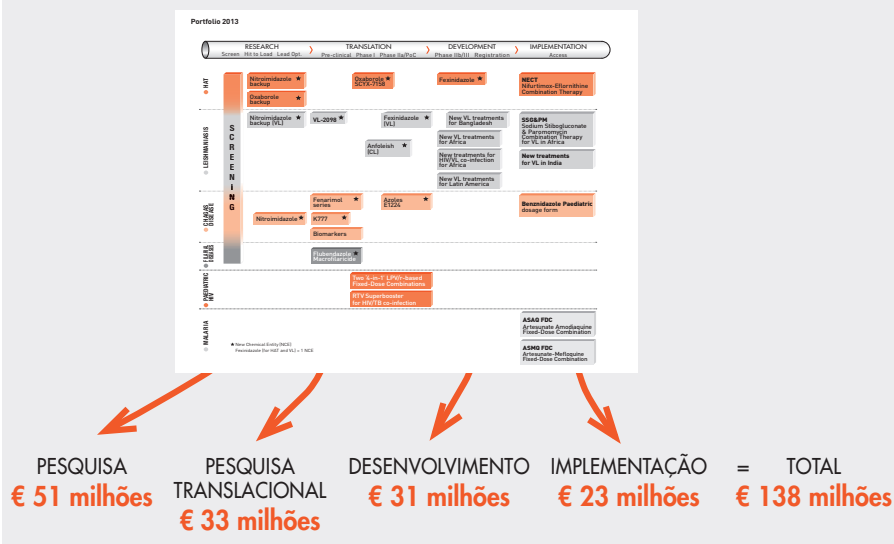 Portfolio 2013
RESEARCH
Screen Hit to Lead Lead Opt.
TRANSLATION
Pre-clinical Phase I Phase IIa/PoC
DEVELOPMENT
Phase IIb/III Registration
IMPLEMENTATION
Access
HAT
SCREENING
Nitroimidazole ★
backup
Oxaborole ★
SCYX-7158
Fexinidazole ★
NECT
Nifurtimox-Eflornithine
Combination Therapy
Oxaborole ★
backup
LEISHMANIASIS
Nitroimidazole ★
backup (VL)
VL-2098 ★
Fexinidazole ★
(VL)
New VL treatments
for Bangladesh
SSG&PM
Sodium Stibogluconate
& Paromomycin
Combination Therapy
for VL in Africa
Anfoleish ★
(CL)
New VL treatments
for Africa
New treatments for
HIV/VL co-infection
for Africa
New treatments
for VL in India
New VL treatments
for Latin America
CHAGAS
DISEASE
Fenarimol ★
series
Azoles ★
E1224
Benznidazole Paediatric
dosage form
Nitroimidazole ★
K777 ★
Biomarkers
FILARIAL
DISEASES
Flubendazole ★
Macrofilaricide
PAEDIATRIC
HIV
Two '4-in-1' LPV/r-based
Fixed-Dose Combinations
RTV Superbooster
for HIV/TB co-infection
MALARIA
ASAQ FDC
Artesunate Amodiaquine
Fixed-Dose Combination
ASMQ FDC
Artesunate-Mefloquine
Fixed-Dose Combination
★ New Chemical Entity (NCE)
Fexinidazole (for HAT and VL) = 1 NCE
PESQUISA
€ 51 milhões
PESQUISA
TRANSLACIONAL
€ 33 milhões
DESENVOLVIMENTO
€ 31 milhões
IMPLEMENTAÇÃO
€ 23 milhões
= TOTAL
€ 138 milhões